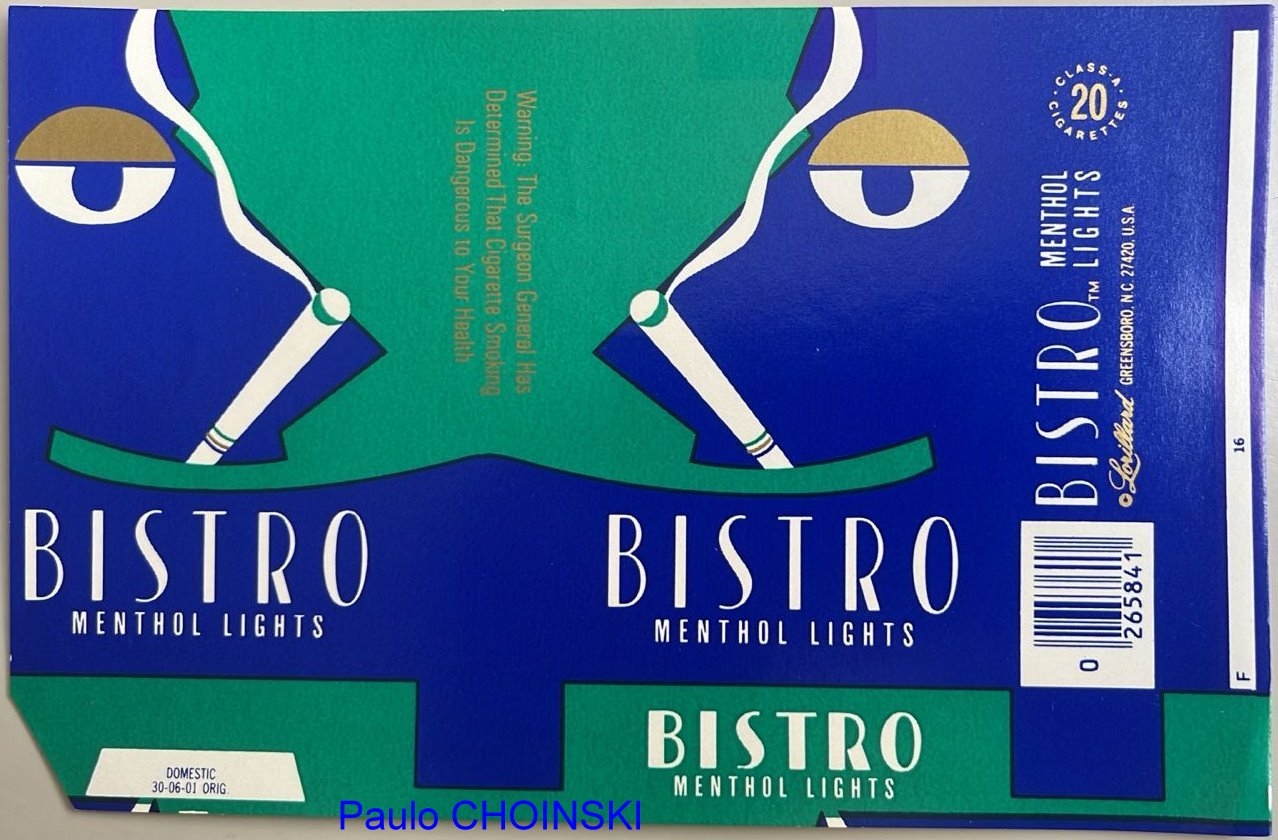 Warning: The Surgeon General Has
Determined That Cigarette Smoking
Is Dangerous to Your Health
BISTRO
MENTHOL LIGHTS
BISTRO
MENTHOL LIGHTS
CLASS·A·
20
CIGARETTES
BISTRO™ MENTHOL
LIGHTS
© Lorillard GREENSBORO, N.C. 27420, U.S.A.
0
265841
16
F
BISTRO
MENTHOL LIGHTS
DOMESTIC
30-06-01 ORIG
Paulo CHOINSKI